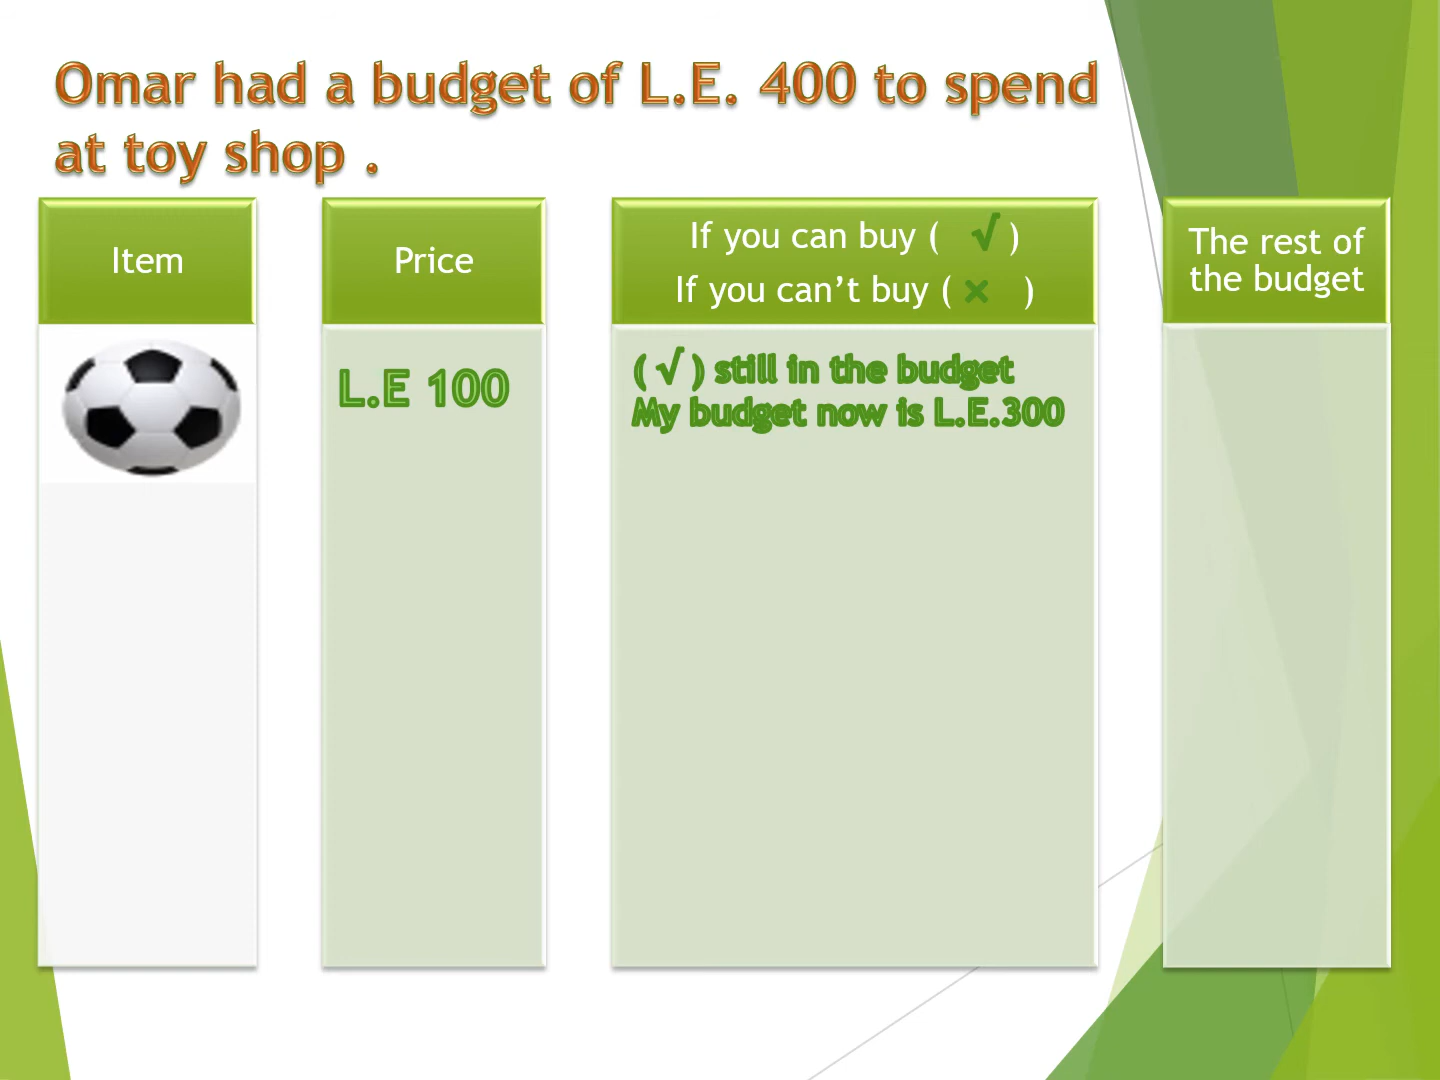 Omar had a budget of L.E. 400 to spend
at toy shop .
Item
Price
If you can buy ( √ )
If you can’t buy ( × )
The rest of
the budget
L.E 100
( √ ) still in the budget
My budget now is L.E.300